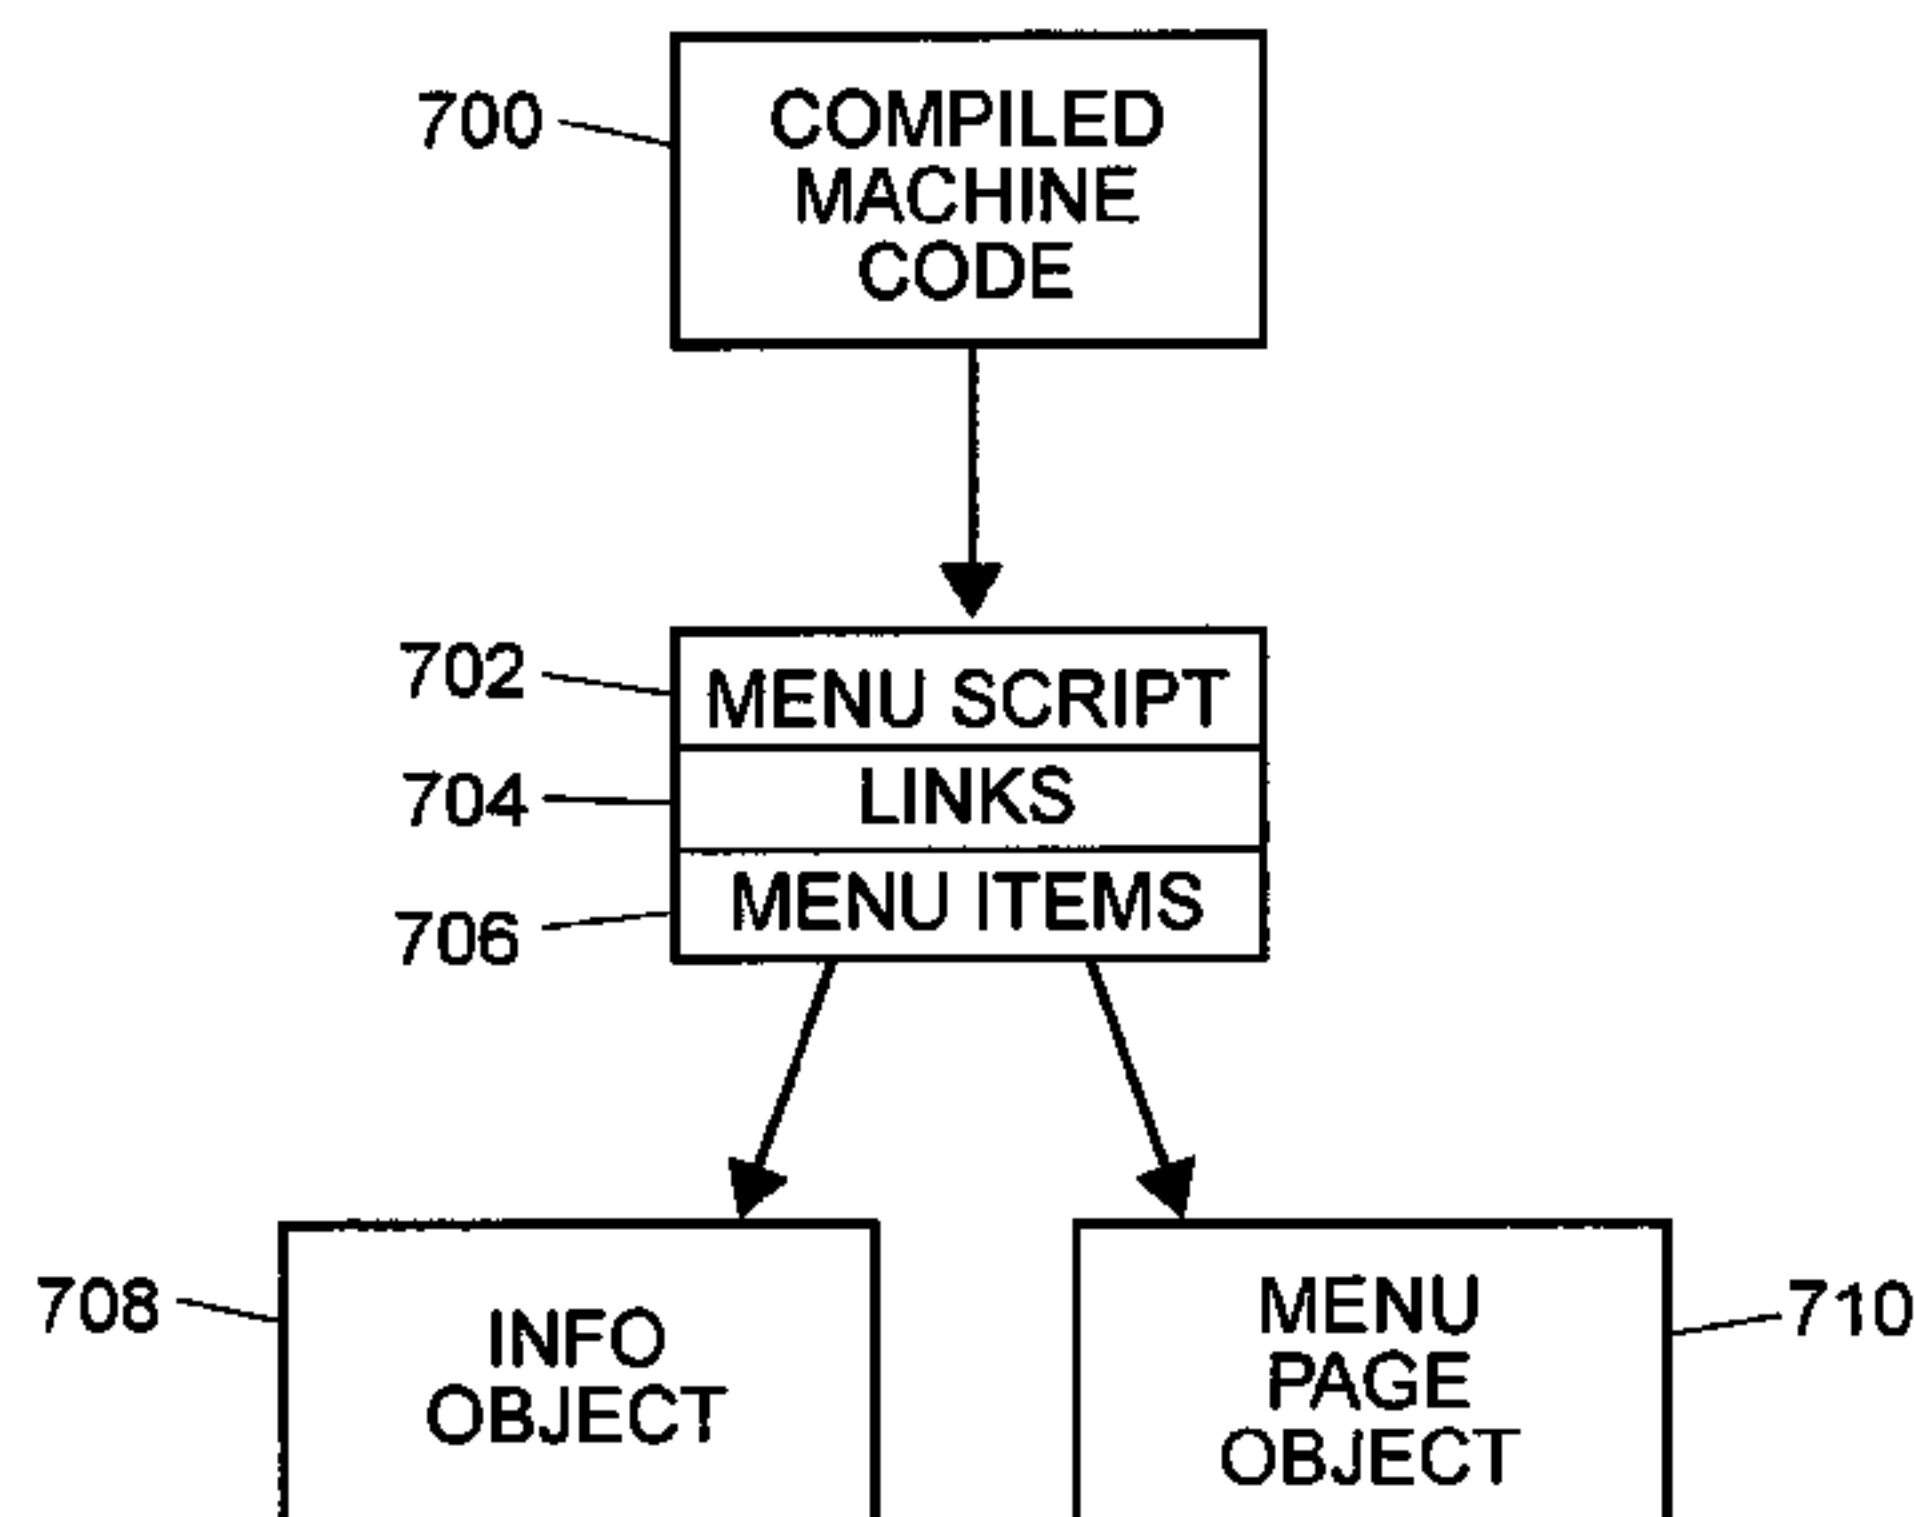 700
COMPILED
MACHINE
CODE
702
MENU SCRIPT
704
LINKS
706
MENU ITEMS
708
INFO
OBJECT
MENU
PAGE
OBJECT
710